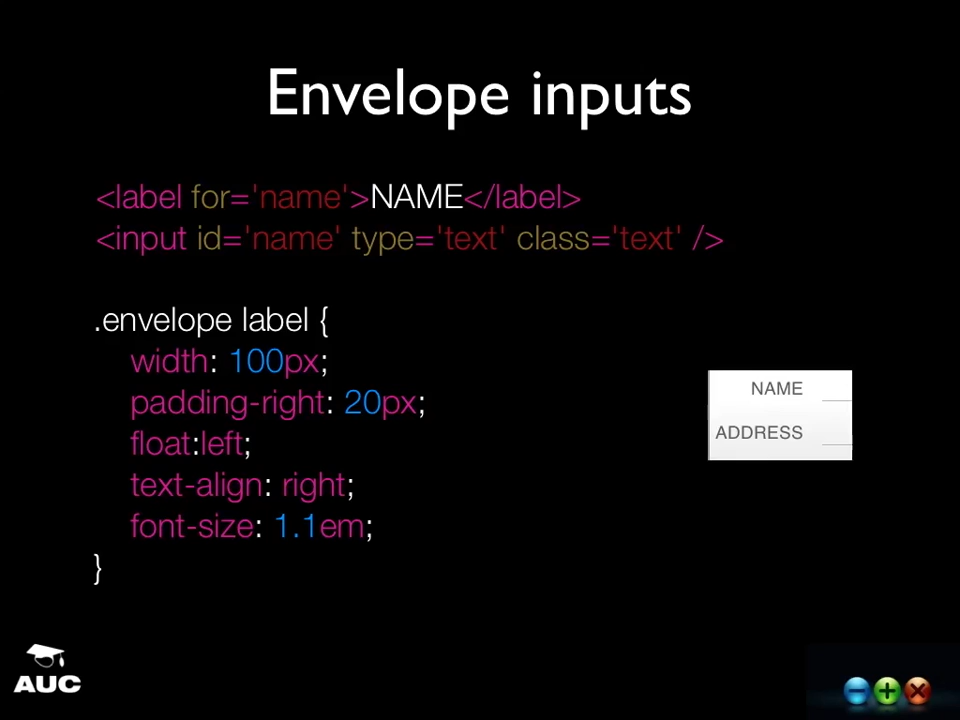 Envelope inputs
<label for='name'>NAME</label>
<input id='name' type='text' class='text' />
.envelope label {
width: 100px;
padding-right: 20px;
float:left;
text-align: right;
font-size: 1.1em;
}
NAME
ADDRESS
AUC